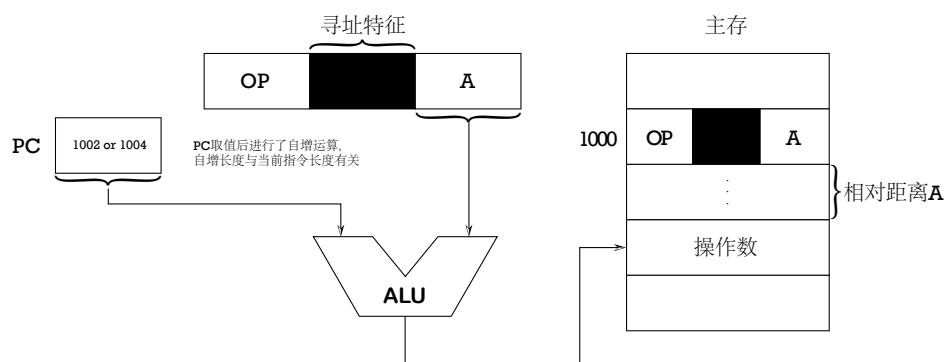 寻址特征
主存
OP
A
PC
1002 or 1004
PC取值后进行了自增运算,
自增长度与当前指令长度有关
1000
OP
A
相对距离A
操作数
ALU